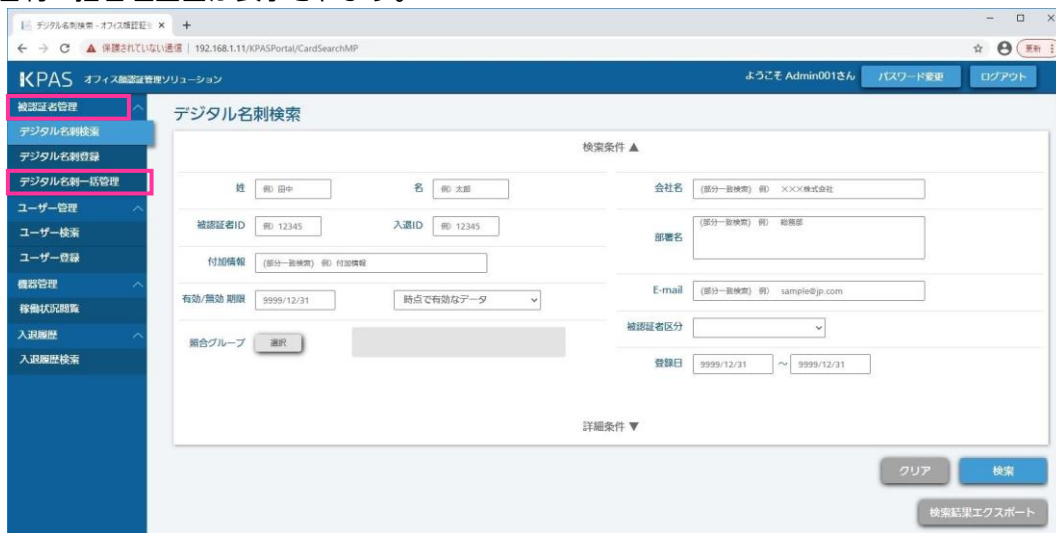 デジタル名刺検索 - オフィス顔認証
保護されていない通信 | 192.168.1.11/KPASPortal/CardSearchMP
更新
KPAS オフィス顔認証管理ソリューション
ようこそ Admin001さん
パスワード変更
ログアウト
被認証者管理
デジタル名刺検索
デジタル名刺登録
デジタル名刺一括管理
ユーザー管理
ユーザー検索
ユーザー登録
機器管理
稼働状況閲覧
入退履歴
入退履歴検索
デジタル名刺検索
検索条件 ▲
姓 例) 田中
名 例) 太郎
会社名 (部分一致検索) 例) ×××株式会社
被認証者ID 例) 12345
入退ID 例) 12345
部署名 (部分一致検索) 例) 総務部
付加情報 (部分一致検索) 例) 付加情報
有効/無効 期限 9999/12/31 時点で有効なデータ
E-mail (部分一致検索) 例) sample@jp.com
照合グループ 選択
被認証者区分
登録日 9999/12/31 ～ 9999/12/31
詳細条件 ▼
クリア
検索
検索結果エクスポート